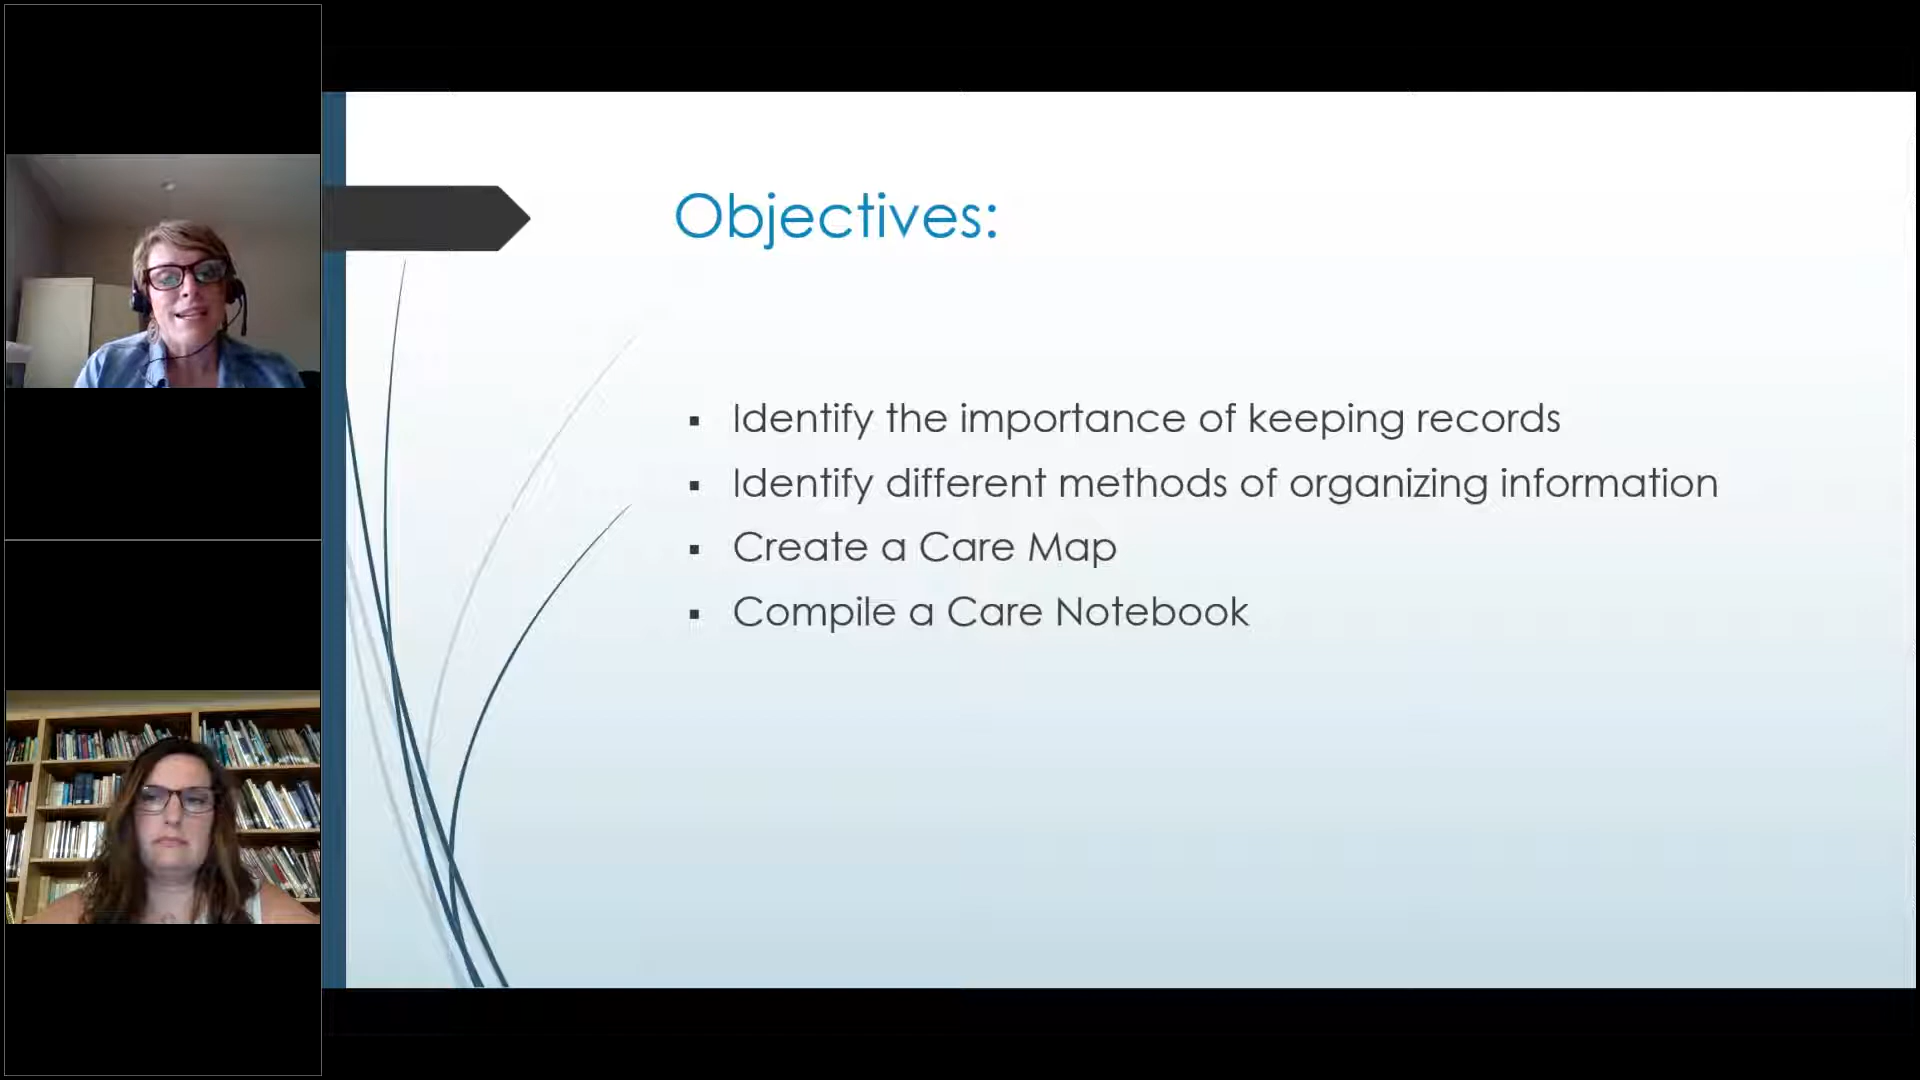 Objectives:
▪ Identify the importance of keeping records
▪ Identify different methods of organizing information
▪ Create a Care Map
▪ Compile a Care Notebook